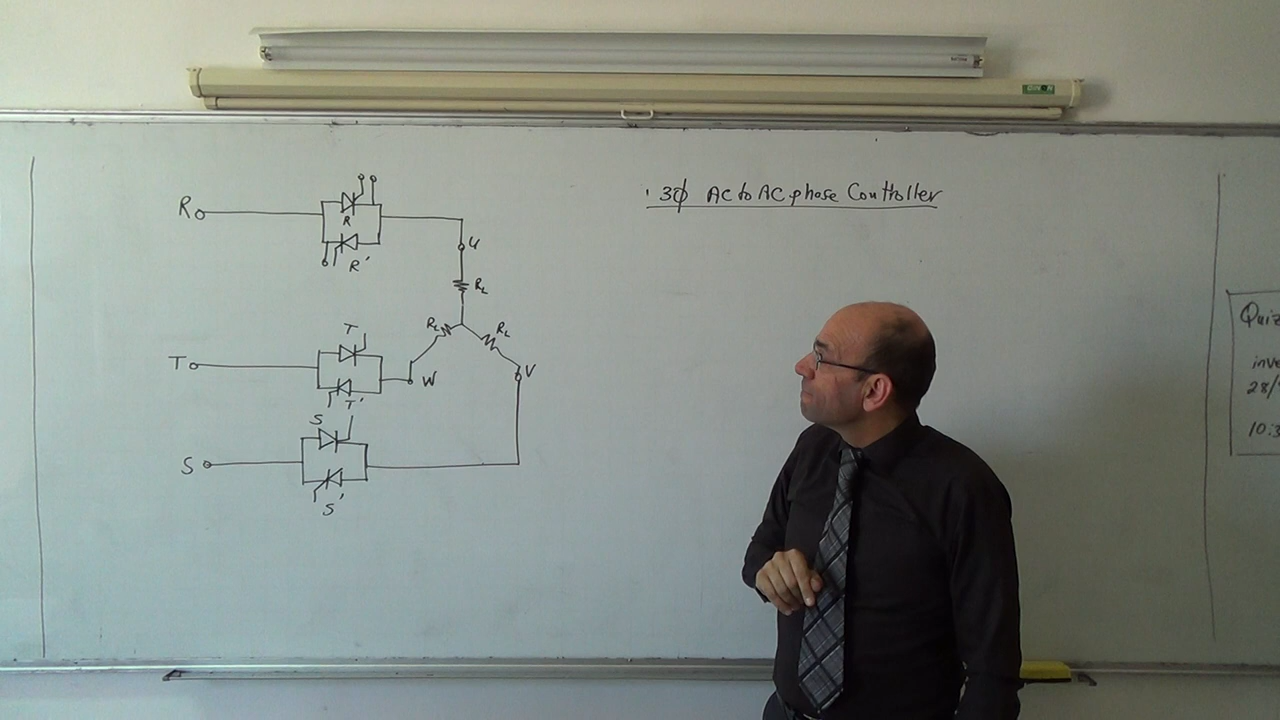 3ϕ AC to AC phase Controller
R
R
R'
U
RL
T
T
RL
RL
W
V
T'
S
S
S'
Quiz
inve
28/
10:3